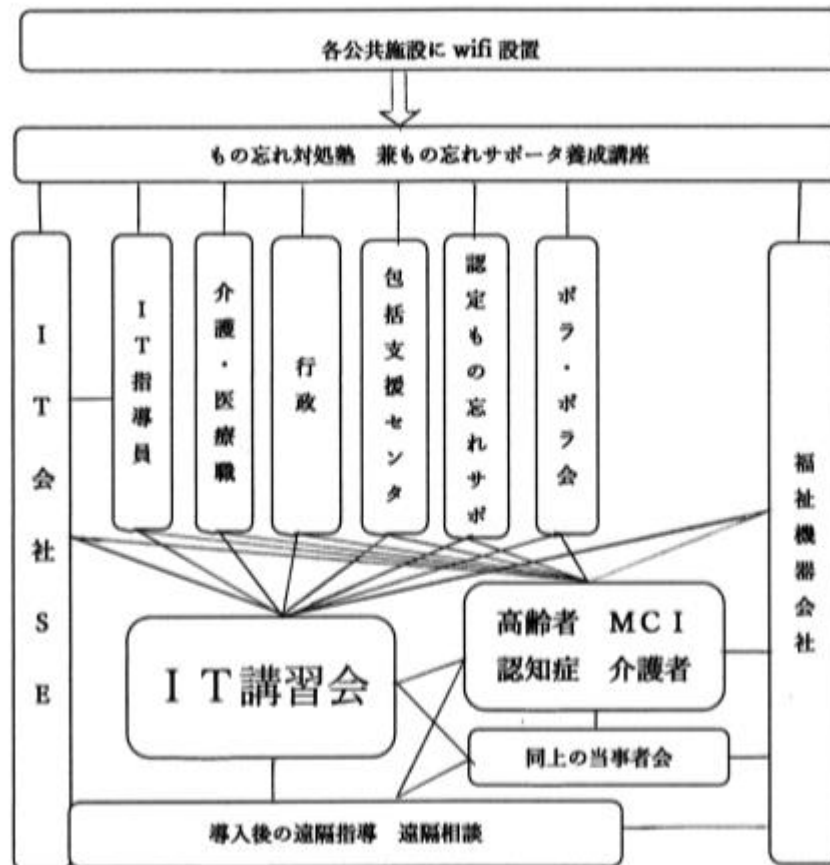 各公共施設に wifi 設置
もの忘れ対処塾 兼もの忘れサポータ養成講座
ＩＴ会社ＳＥ
ＩＴ指導員
介護・医療職
行政
包括支援センタ
認定もの忘れサポ
ボラ・ボラ会
福祉機器会社
ＩＴ講習会
高齢者 ＭＣＩ
認知症 介護者
同上の当事者会
導入後の遠隔指導 遠隔相談